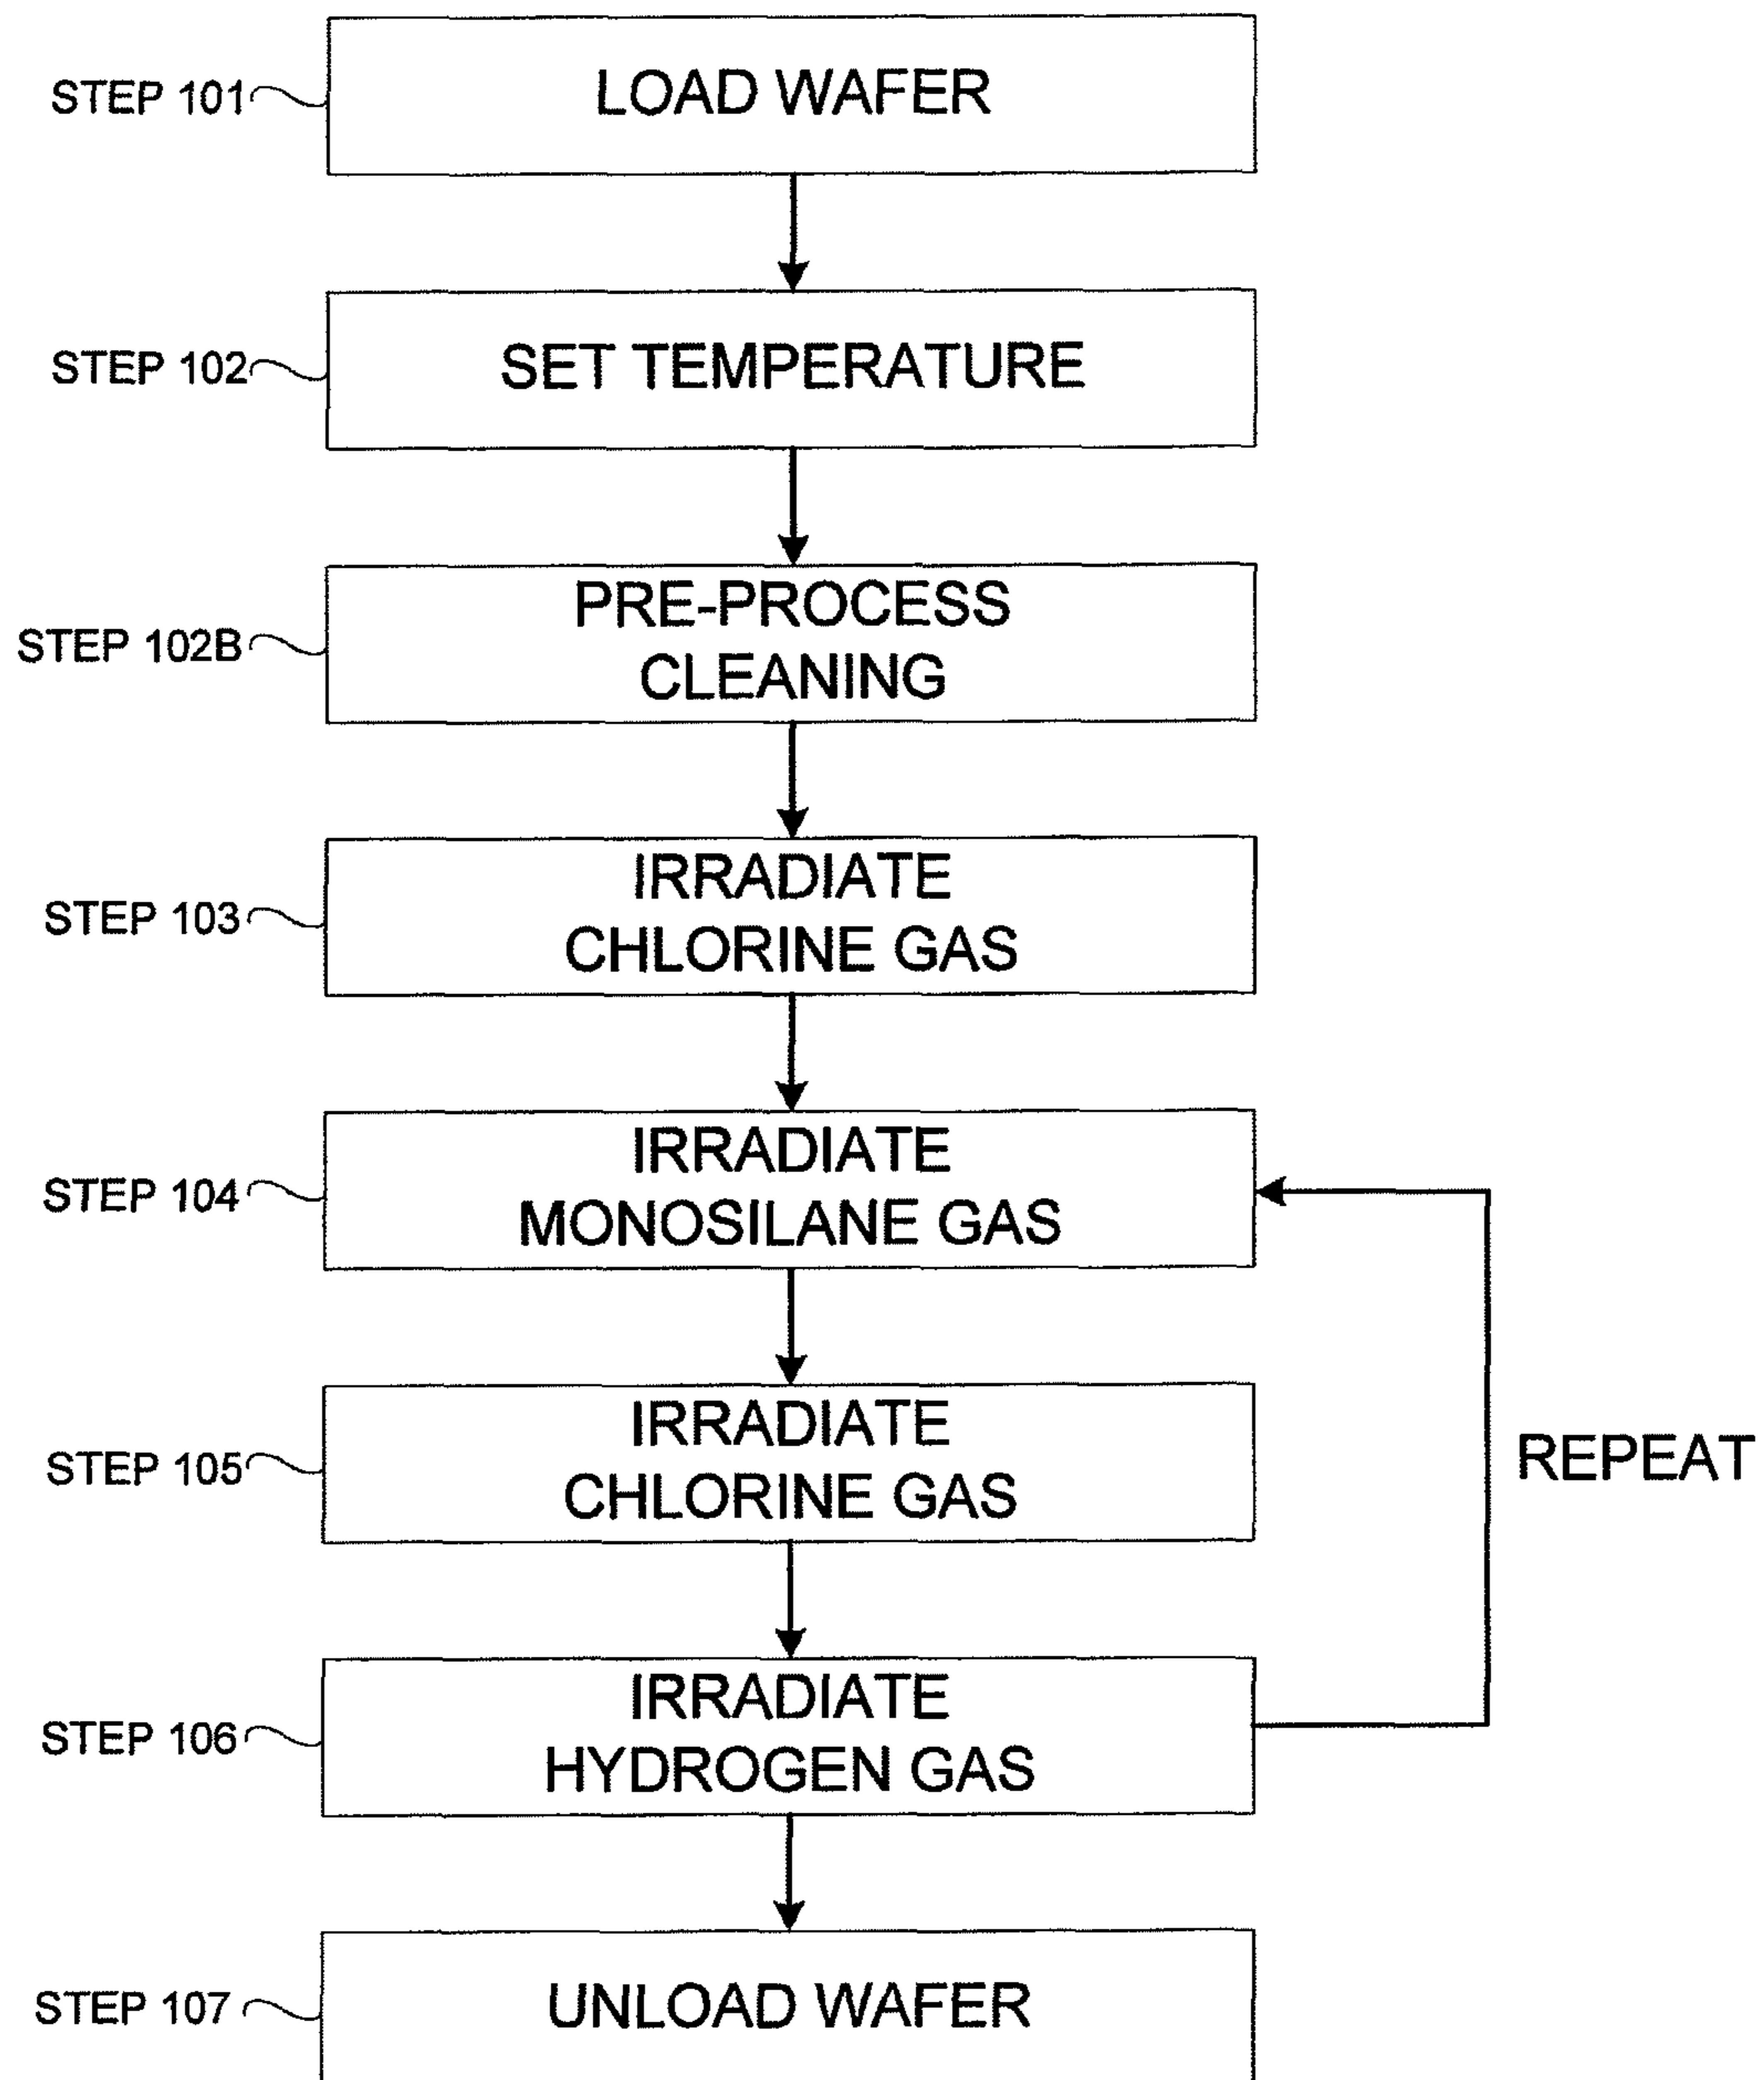 STEP 101
LOAD WAFER
STEP 102
SET TEMPERATURE
STEP 102B
PRE-PROCESS
CLEANING
STEP 103
IRRADIATE
CHLORINE GAS
STEP 104
IRRADIATE
MONOSILANE GAS
STEP 105
IRRADIATE
CHLORINE GAS
REPEAT
STEP 106
IRRADIATE
HYDROGEN GAS
STEP 107
UNLOAD WAFER